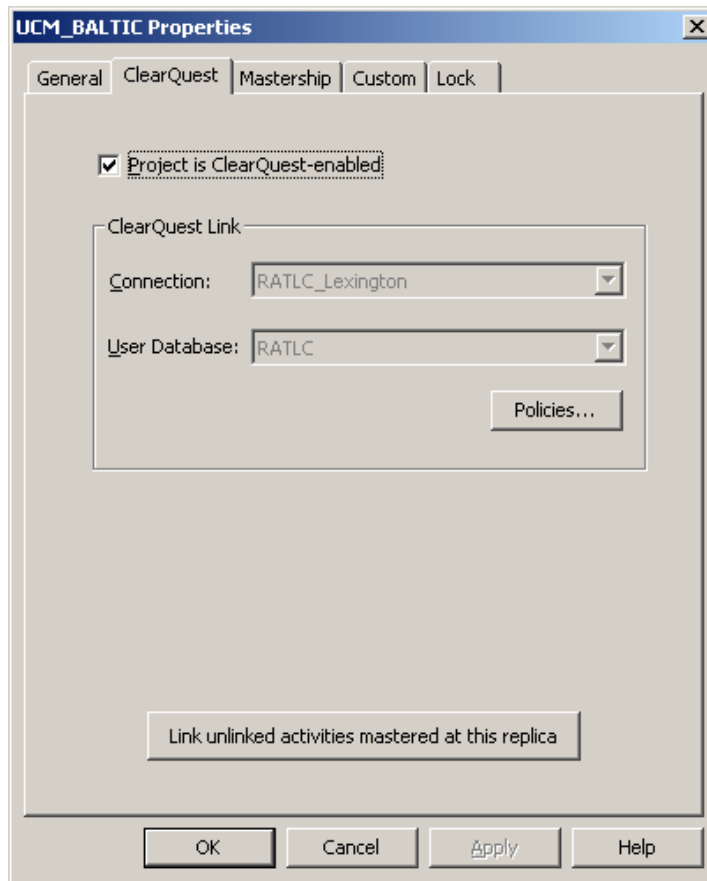 UCM_BALTIC Properties
General ClearQuest Mastership Custom Lock
Project is ClearQuest-enabled
ClearQuest Link
Connection: RATLC_Lexington
User Database: RATLC
Policies...
Link unlinked activities mastered at this replica
OK Cancel Apply Help